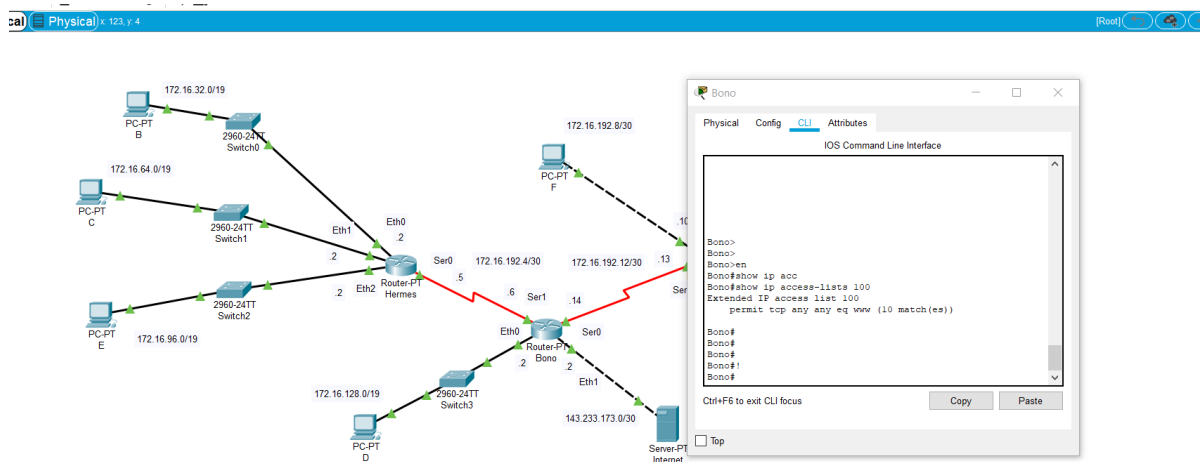 cal) Physical x: 123, y: 4 [Root]
172.16.32.0/19
PC-PT
B
2960-24TT
Switch0
172.16.64.0/19
PC-PT
C
2960-24TT
Switch1
Eth0
.2
Eth1
.2
Eth2
.2
Router-PT
Hermes
2960-24TT
Switch2
PC-PT
E
172.16.96.0/19
Ser0
.5
172.16.192.4/30
.6
Ser1
172.16.192.8/30
PC-PT
F
.10
172.16.192.12/30
.13
Ser
.14
Ser0
Eth0
.2
Router-PT
Bono
.2
Eth1
172.16.128.0/19
2960-24TT
Switch3
PC-PT
D
143.233.173.0/30
Server-PT
Internet
Bono
Physical Config CLI Attributes
IOS Command Line Interface
Bono>
Bono>
Bono>en
Bono#show ip acc
Bono#show ip access-lists 100
Extended IP access list 100
permit tcp any any eq www (10 match(es))
Bono#
Bono#
Bono#
Bono#!
Bono#
Ctrl+F6 to exit CLI focus
Copy
Paste
Top